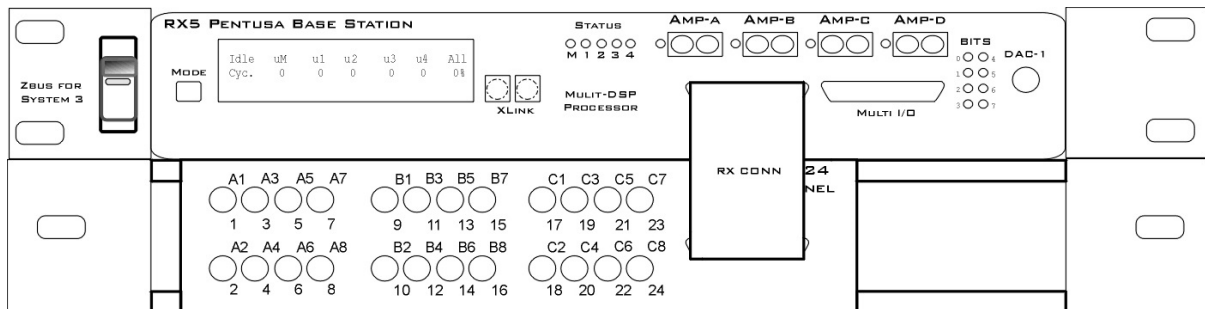 RX5 Pentusa Base Station
Status
Amp-A Amp-B Amp-C Amp-D
M 1 2 3 4
Idle uM u1 u2 u3 u4 All
Cyc. 0 0 0 0 0 0%
Mode
Zbus for
System 3
XLink
Mulit-DSP
Processor
Multi I/O
BITS
0 4
1 5
2 6
3 7
DAC-1
RX CONN
24
NEL
A1 A3 A5 A7 B1 B3 B5 B7 C1 C3 C5 C7
1 3 5 7 9 11 13 15 17 19 21 23
A2 A4 A6 A8 B2 B4 B6 B8 C2 C4 C6 C8
2 4 6 8 10 12 14 16 18 20 22 24